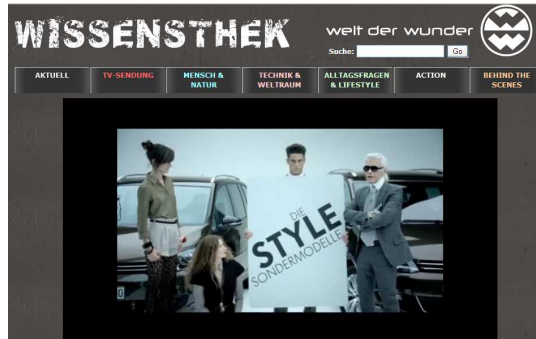 WISSENSTHEK
welt der wunder
Suche:
Go
AKTUELL
TV-SENDUNG
MENSCH &
NATUR
TECHNIK &
WELTRAUM
ALLTAGSFRAGEN
& LIFESTYLE
ACTION
BEHIND THE
SCENES
DIE
STYLE
SONDERMODELLE